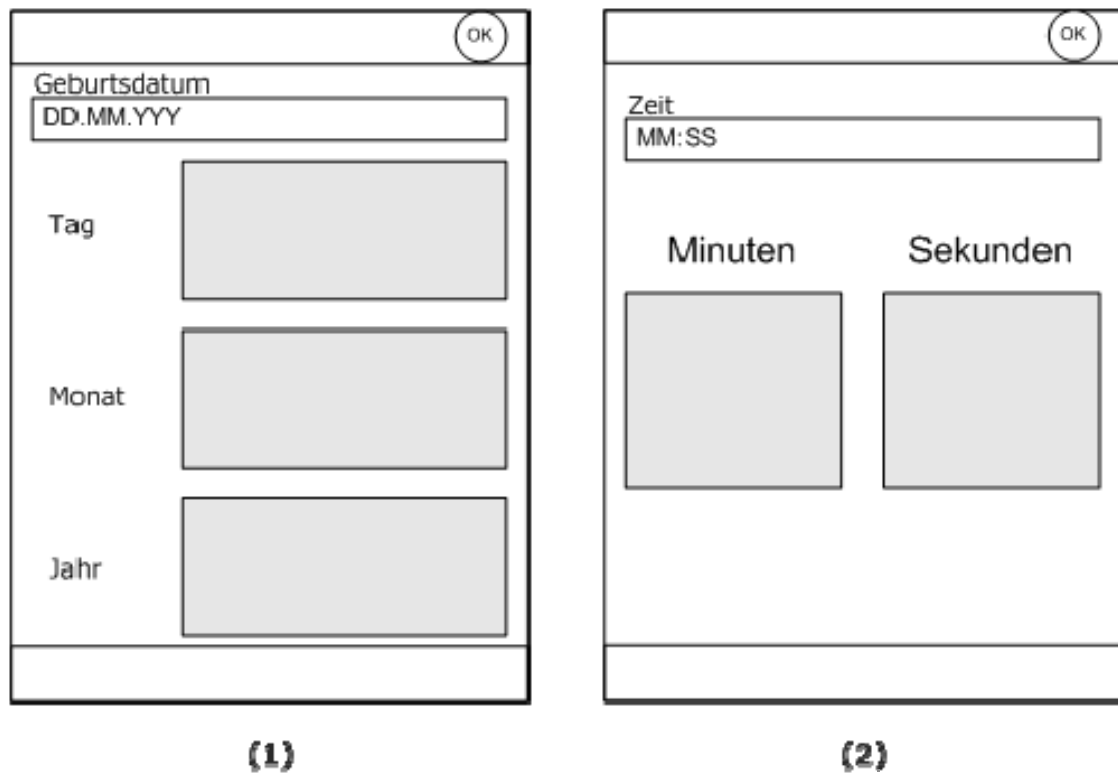 OK
Geburtsdatum
DD.MM.YYY
Tag
Monat
Jahr
(1)
OK
Zeit
MM:SS
Minuten Sekunden
(2)